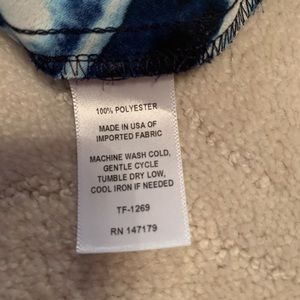 100% POLYESTER
MADE IN USA OF
IMPORTED FABRIC
MACHINE WASH COLD,
GENTLE CYCLE
TUMBLE DRY LOW,
COOL IRON IF NEEDED
TF-1269
RN 147179